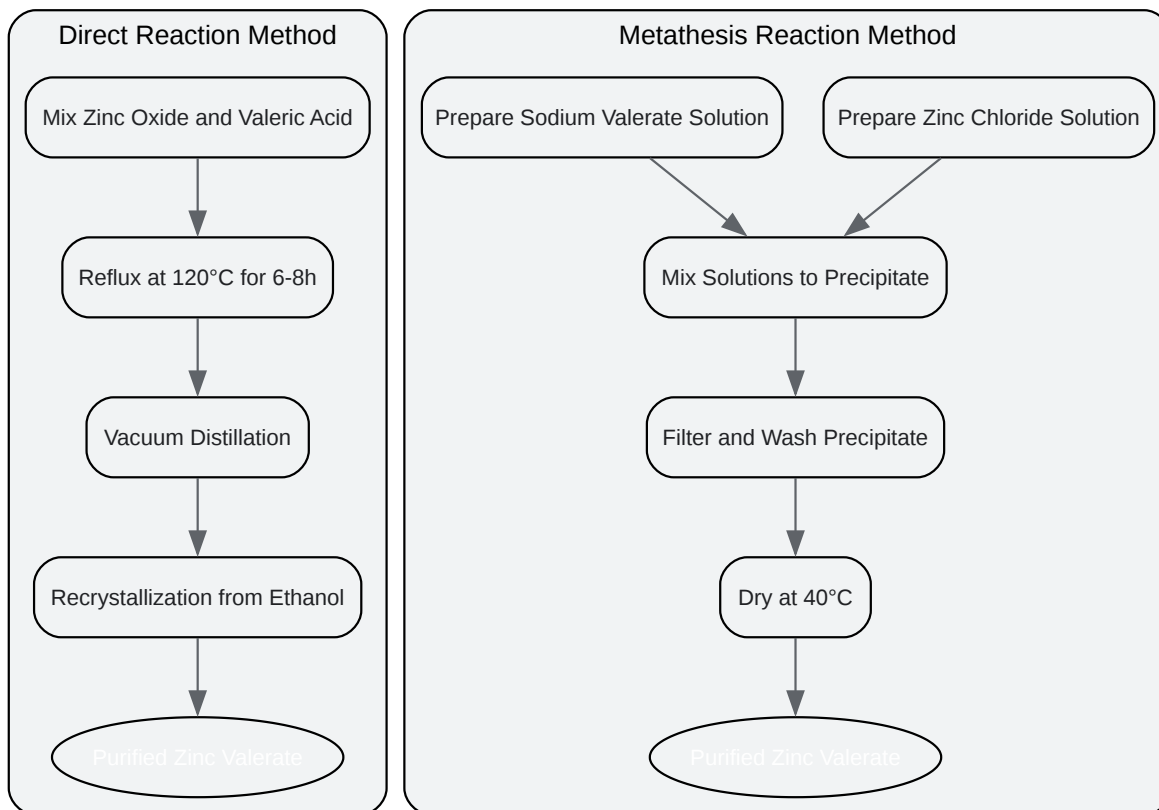 Direct Reaction Method
Mix Zinc Oxide and Valeric Acid
Reflux at 120°C for 6-8h
Vacuum Distillation
Recrystallization from Ethanol
Purified Zinc Valerate
Metathesis Reaction Method
Prepare Sodium Valerate Solution
Prepare Zinc Chloride Solution
Mix Solutions to Precipitate
Filter and Wash Precipitate
Dry at 40°C
Purified Zinc Valerate